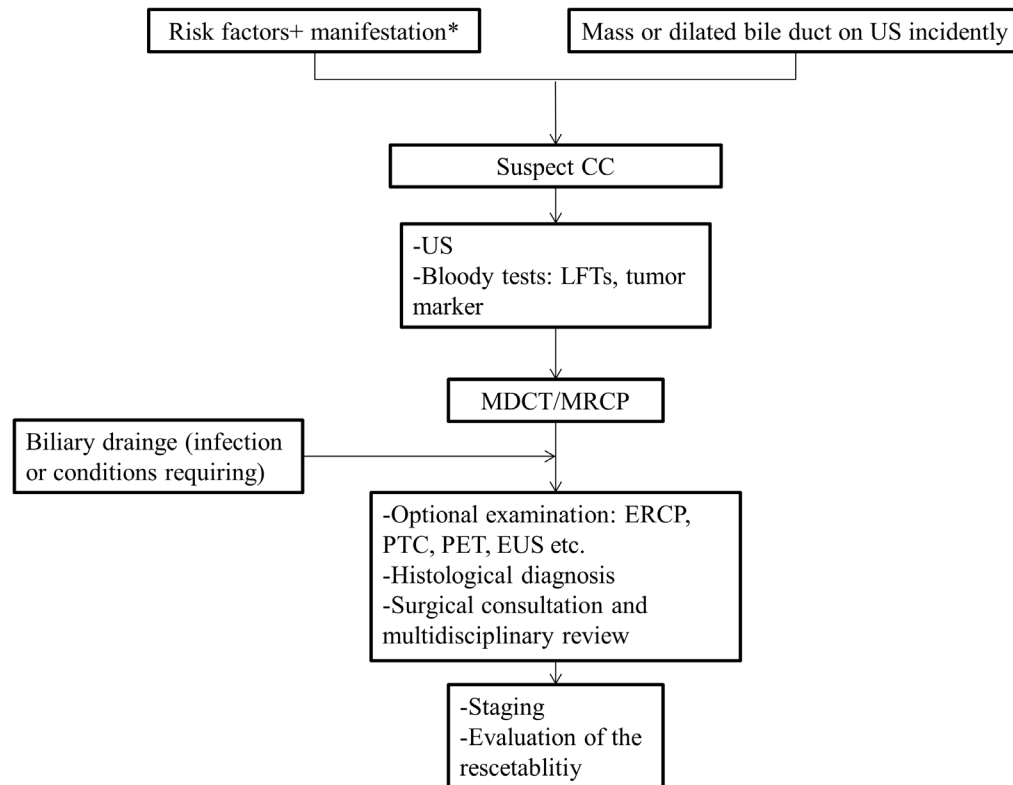 Risk factors+ manifestation*
Mass or dilated bile duct on US incidently
Suspect CC
-US
-Bloody tests: LFTs, tumor
marker
MDCT/MRCP
Biliary drainge (infection
or conditions requiring)
-Optional examination: ERCP,
PTC, PET, EUS etc.
-Histological diagnosis
-Surgical consultation and
multidisciplinary review
-Staging
-Evaluation of the
rescetablitiy